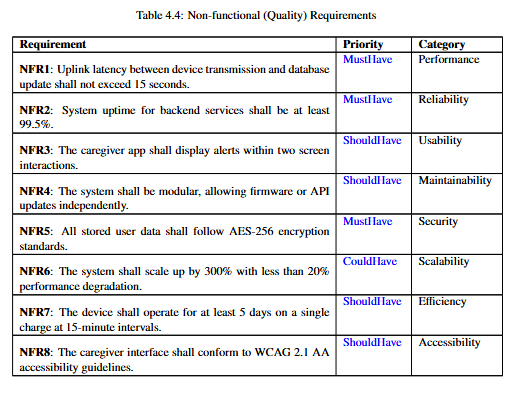 Table 4.4: Non-functional (Quality) Requirements
Requirement Priority Category
NFR1: Uplink latency between device transmission and database MustHave Performance
update shall not exceed 15 seconds.
NFR2: System uptime for backend services shall be at least MustHave Reliability
99.5%.
NFR3: The caregiver app shall display alerts within two screen ShouldHave Usability
interactions.
NFR4: The system shall be modular, allowing firmware or API ShouldHave Maintainability
updates independently.
NFR5: All stored user data shall follow AES-256 encryption MustHave Security
standards.
NFR6: The system shall scale up by 300% with less than 20% CouldHave Scalability
performance degradation.
NFR7: The device shall operate for at least 5 days on a single ShouldHave Efficiency
charge at 15-minute intervals.
NFR8: The caregiver interface shall conform to WCAG 2.1 AA ShouldHave Accessibility
accessibility guidelines.